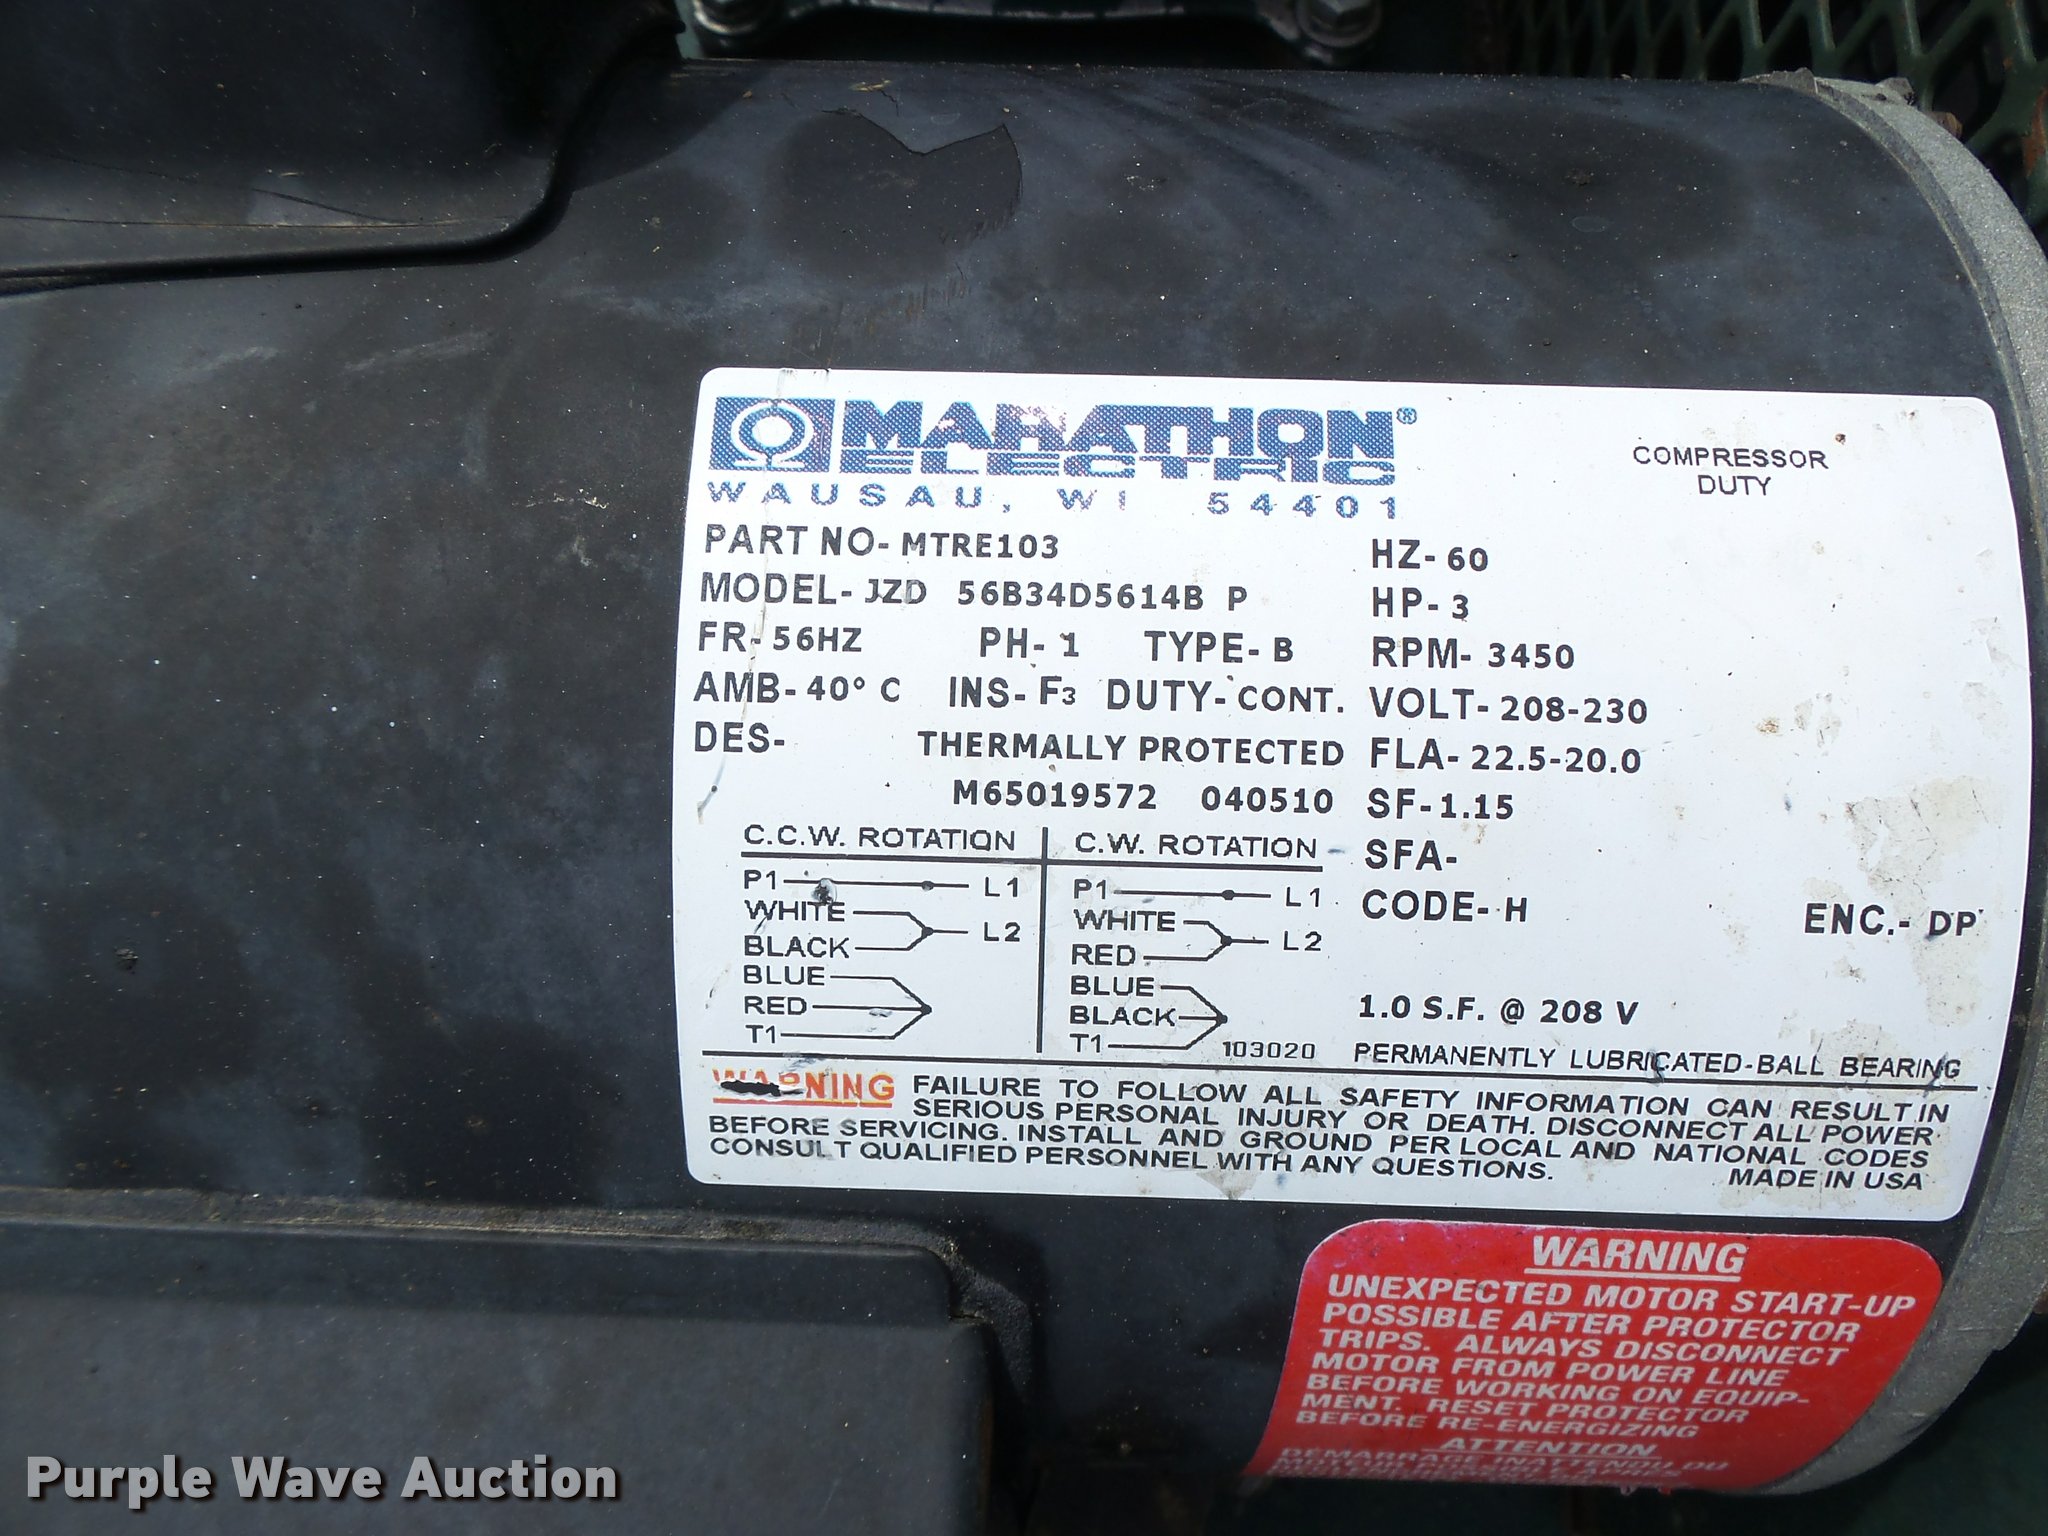 MARATHON®
ELECTRIC
WAUSAU, WI 54401
COMPRESSOR
DUTY
PART NO- MTRE103
HZ- 60
MODEL- JZD 56B34D5614B P
HP- 3
FR- 56HZ PH- 1 TYPE- B
RPM- 3450
AMB- 40° C INS- F3 DUTY- CONT.
VOLT- 208-230
DES- THERMALLY PROTECTED
FLA- 22.5-20.0
M65019572 040510
SF- 1.15
SFA-
CODE- H
ENC.- DP
1.0 S.F. @ 208 V
C.C.W. ROTATION
P1 L1
WHITE
L2
BLACK
BLUE
RED
T1
C.W. ROTATION
P1 L1
WHITE
L2
RED
BLUE
BLACK
T1
103020
PERMANENTLY LUBRICATED-BALL BEARING
WARNING FAILURE TO FOLLOW ALL SAFETY INFORMATION CAN RESULT IN
SERIOUS PERSONAL INJURY OR DEATH. DISCONNECT ALL POWER
BEFORE SERVICING. INSTALL AND GROUND PER LOCAL AND NATIONAL CODES
CONSULT QUALIFIED PERSONNEL WITH ANY QUESTIONS.
MADE IN USA
WARNING
UNEXPECTED MOTOR START-UP
POSSIBLE AFTER PROTECTOR
TRIPS. ALWAYS DISCONNECT
MOTOR FROM POWER LINE
BEFORE WORKING ON EQUIP-
MENT. RESET PROTECTOR
BEFORE RE-ENERGIZING
ATTENTION
DÉMARRAGE INATTENDU DU
Purple Wave Auction